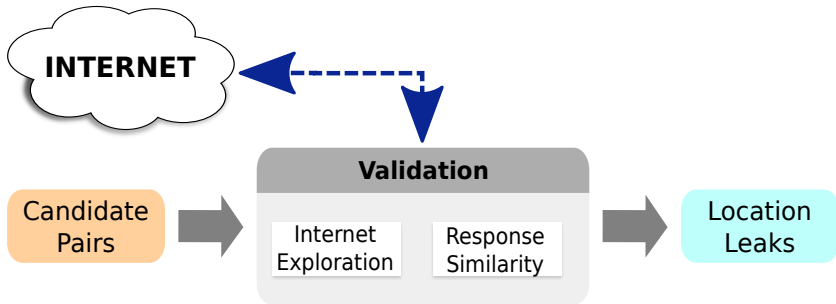 INTERNET
Validation
Candidate
Pairs
Internet
Exploration
Response
Similarity
Location
Leaks